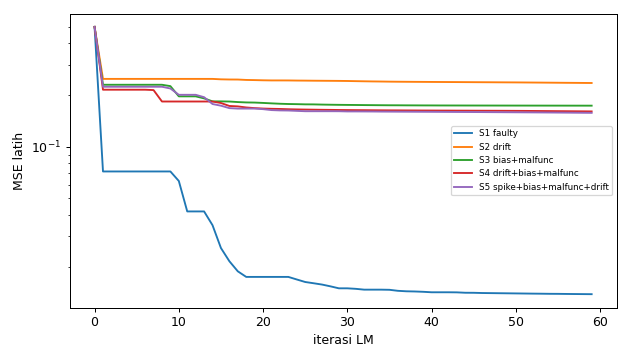 MSE latih
10⁻¹
S1 faulty
S2 drift
S3 bias+malfunc
S4 drift+bias+malfunc
S5 spike+bias+malfunc+drift
0 10 20 30 40 50 60
iterasi LM